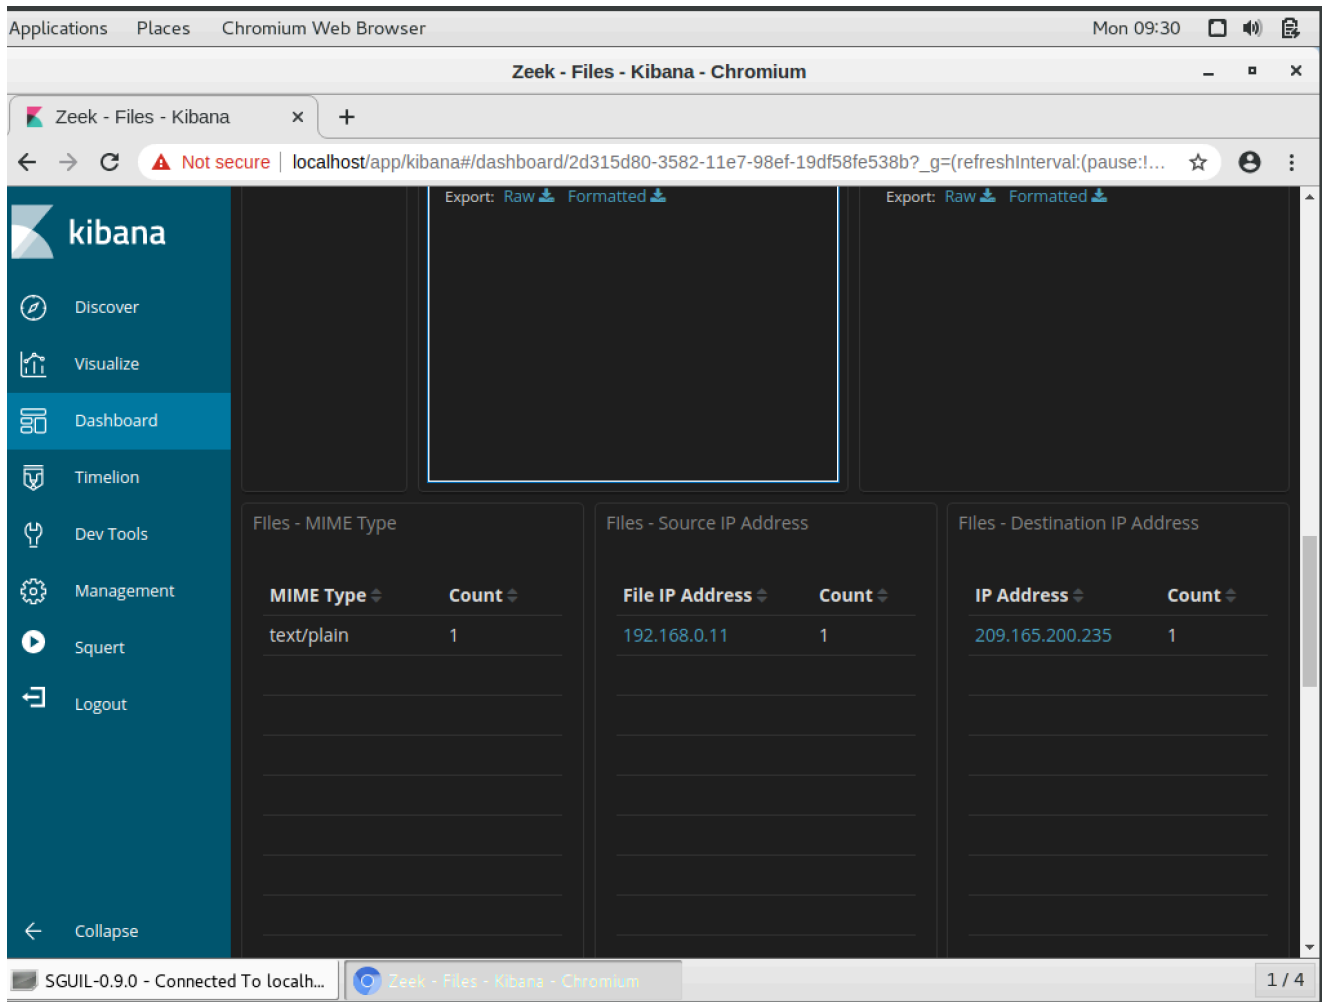 Applications Places Chromium Web Browser Mon 09:30
Zeek - Files - Kibana - Chromium
Zeek - Files - Kibana
Not secure localhost/app/kibana#/dashboard/2d315d80-3582-11e7-98ef-19df58fe538b?_g=(refreshInterval:(pause:!...
kibana
Discover
Visualize
Dashboard
Timelion
Dev Tools
Management
Squert
Logout
Collapse
Export: Raw Formatted
Export: Raw Formatted
FIles - MIME Type
MIME Type Count
text/plain 1
FIles - Source IP Address
File IP Address Count
192.168.0.11 1
FIles - Destination IP Address
IP Address Count
209.165.200.235 1
SGUIL-0.9.0 - Connected To localh...
Zeek - Files - Kibana - Chromium
1 / 4